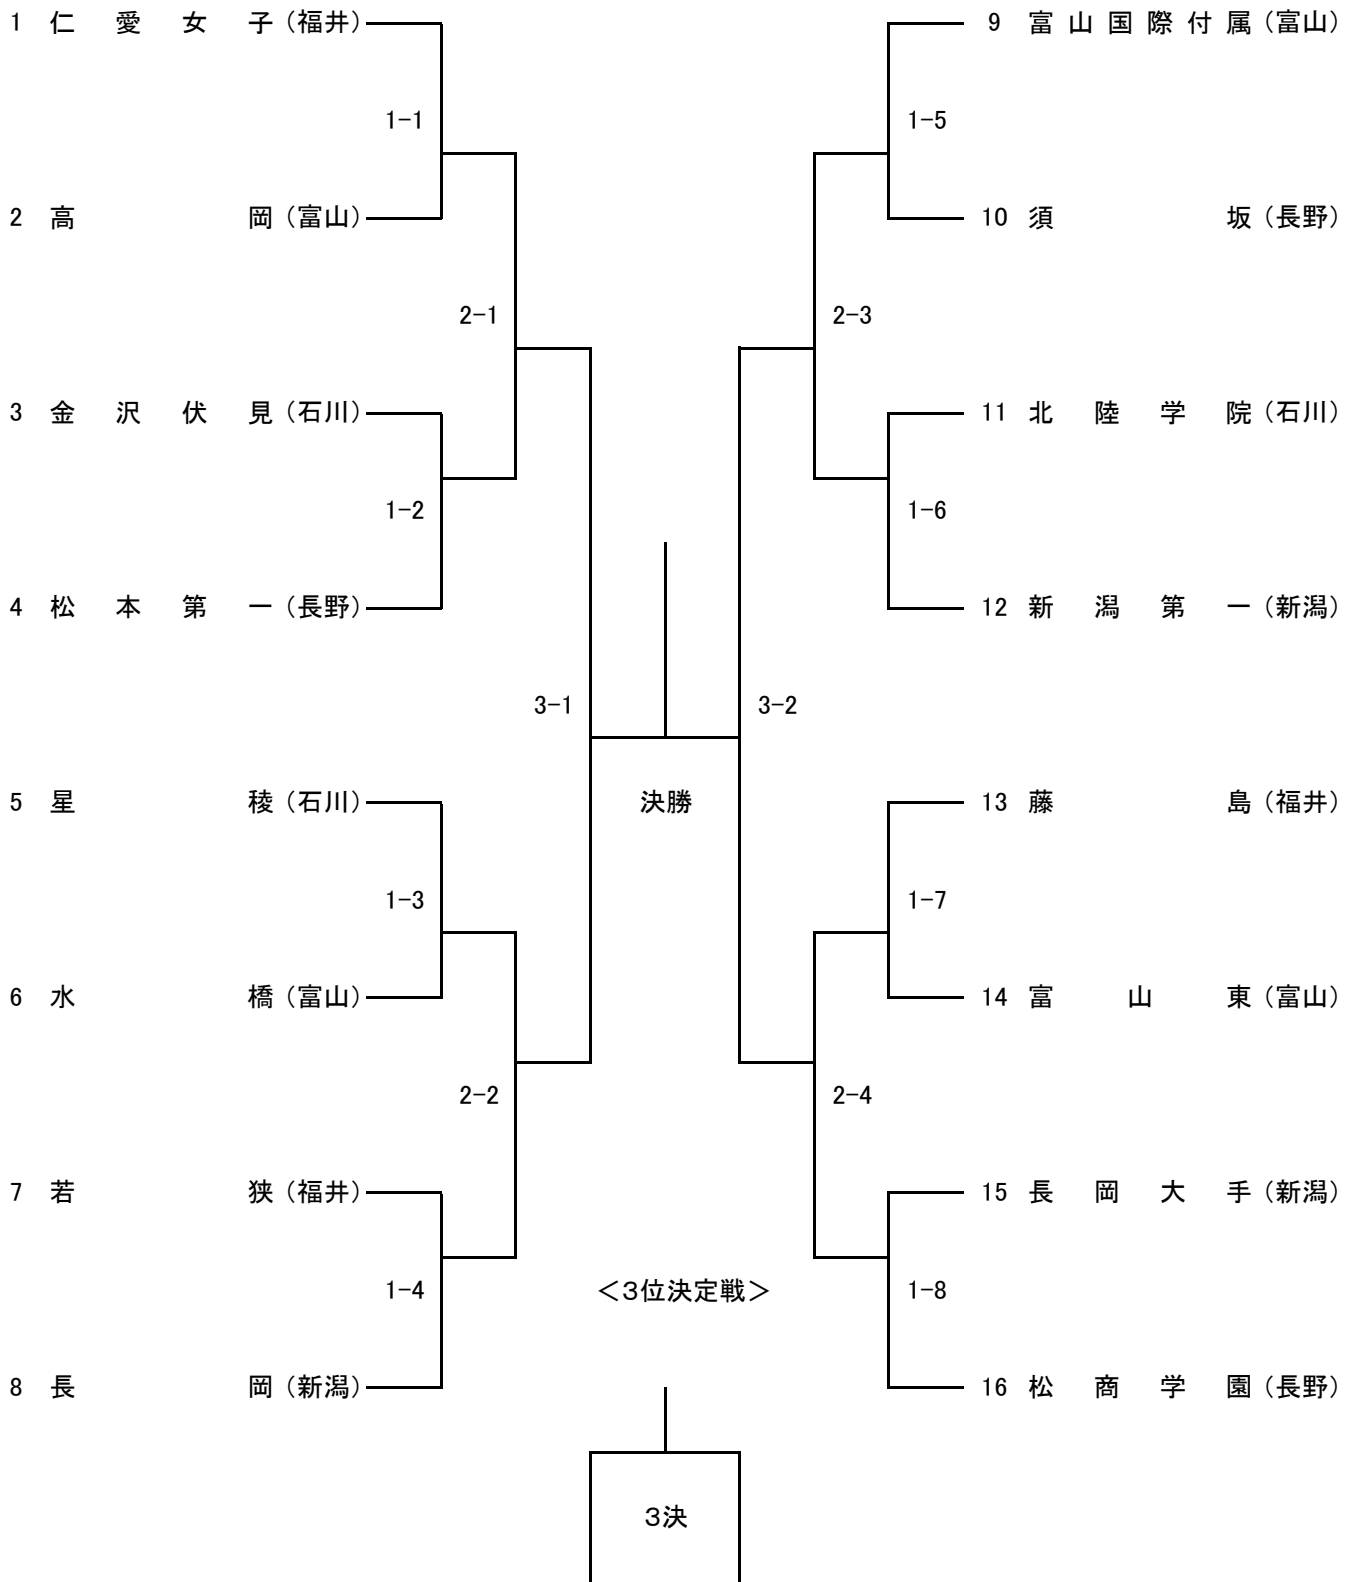 1 仁愛女子(福井)
9 富山国際付属(富山)
1-1
1-5
2 高岡(富山)
10 須坂(長野)
2-1
2-3
3 金沢伏見(石川)
11 北陸学院(石川)
1-2
1-6
4 松本第一(長野)
12 新潟第一(新潟)
3-1
3-2
5 星稜(石川)
決勝
13 藤島(福井)
1-3
1-7
6 水橋(富山)
14 富山東(富山)
2-2
2-4
7 若狭(福井)
15 長岡大手(新潟)
1-4
<3位決定戦>
1-8
8 長岡(新潟)
16 松商学園(長野)
3決